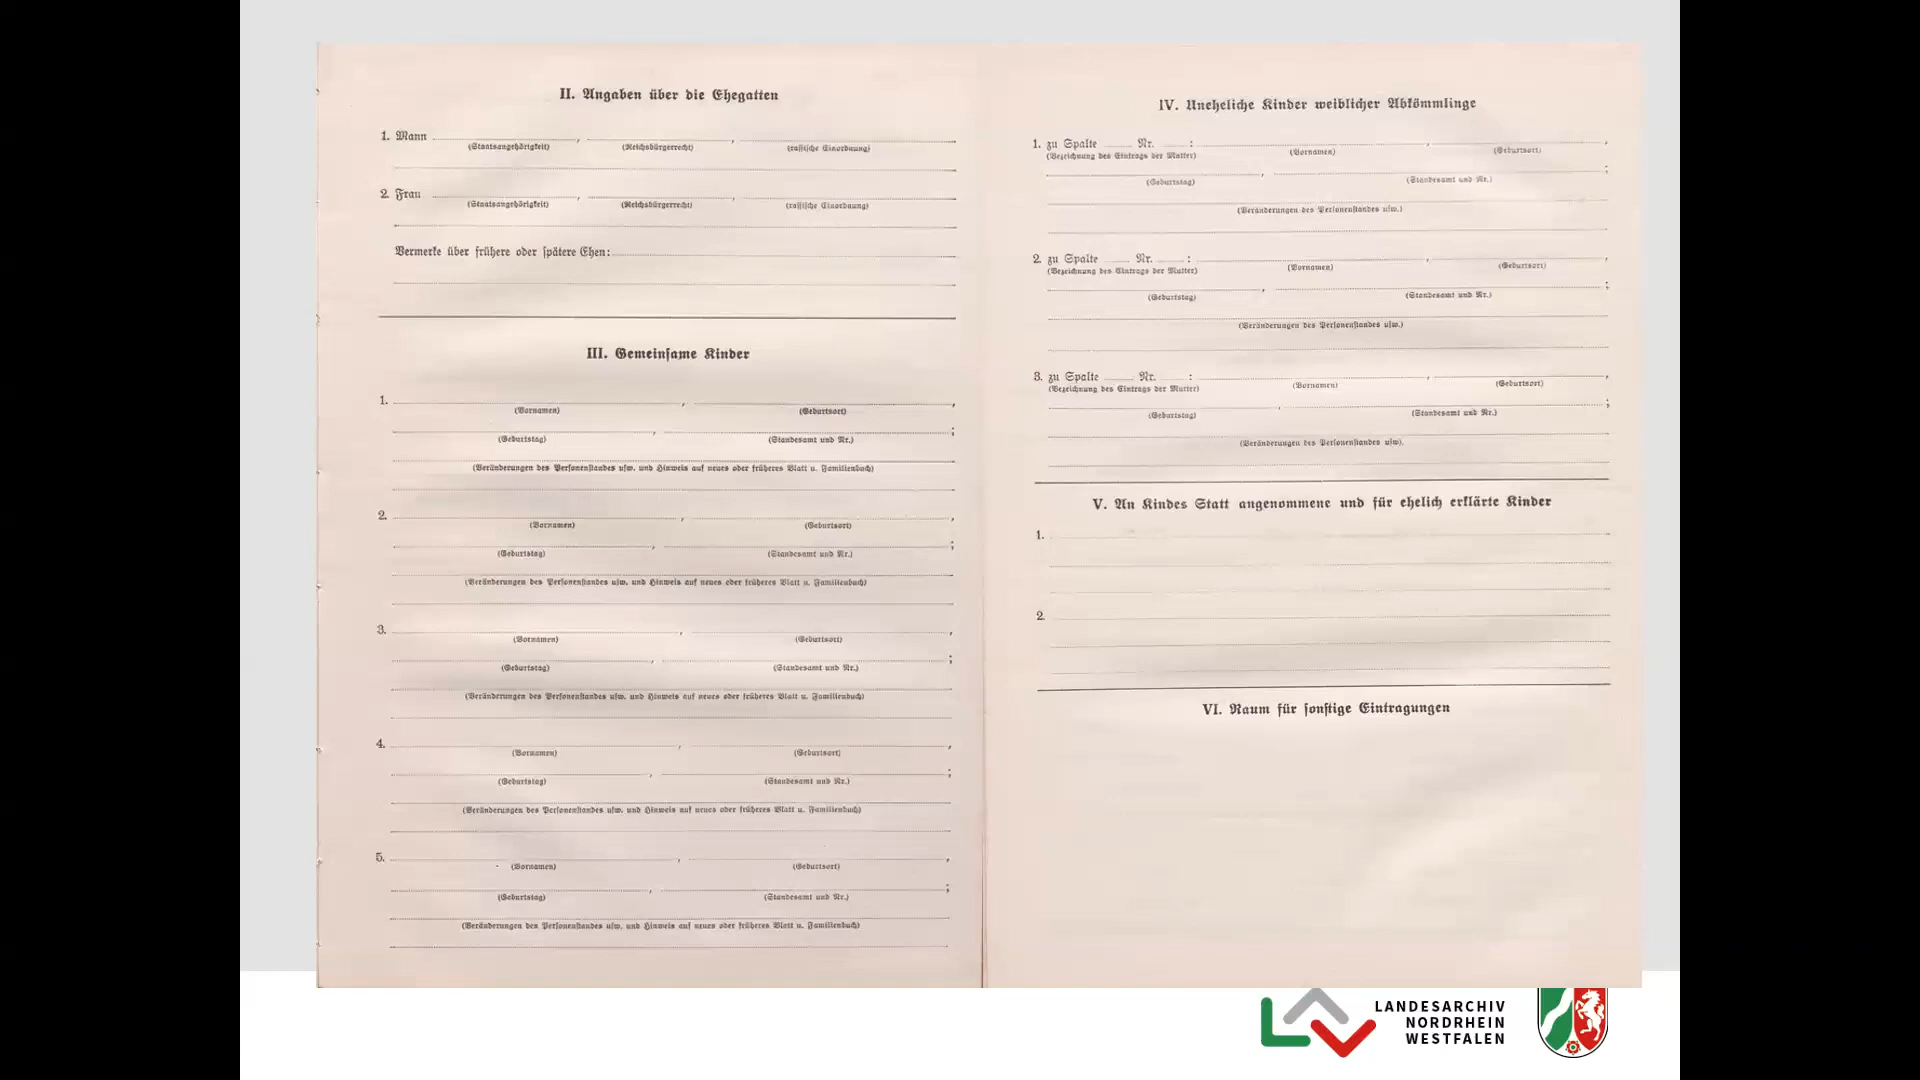 II. Angaben über die Ehegatten
1. Mann , ,
(Staatsangehörigkeit) (Reichsbürgerrecht) (rassische Einordnung)
2. Frau , ,
(Staatsangehörigkeit) (Reichsbürgerrecht) (rassische Einordnung)
Vermerke über frühere oder spätere Ehen:
III. Gemeinsame Kinder
1. , ,
(Vornamen) (Geburtsort)
, ;
(Geburtstag) (Standesamt und Nr.)
(Veränderungen des Personenstandes usw. und Hinweis auf neues oder früheres Blatt u. Familienbuch)
2. , ,
(Vornamen) (Geburtsort)
, ;
(Geburtstag) (Standesamt und Nr.)
(Veränderungen des Personenstandes usw. und Hinweis auf neues oder früheres Blatt u. Familienbuch)
3. , ,
(Vornamen) (Geburtsort)
, ;
(Geburtstag) (Standesamt und Nr.)
(Veränderungen des Personenstandes usw. und Hinweis auf neues oder früheres Blatt u. Familienbuch)
4. , ,
(Vornamen) (Geburtsort)
, ;
(Geburtstag) (Standesamt und Nr.)
(Veränderungen des Personenstandes usw. und Hinweis auf neues oder früheres Blatt u. Familienbuch)
5. , ,
(Vornamen) (Geburtsort)
, ;
(Geburtstag) (Standesamt und Nr.)
(Veränderungen des Personenstandes usw. und Hinweis auf neues oder früheres Blatt u. Familienbuch)
IV. Uneheliche Kinder weiblicher Abkömmlinge
1. zu Spalte Nr. : , ,
(Bezeichnung des Eintrags der Mutter) (Vornamen) (Geburtsort)
, ;
(Geburtstag) (Standesamt und Nr.)
(Veränderungen des Personenstandes usw.)
2. zu Spalte Nr. : , ,
(Bezeichnung des Eintrags der Mutter) (Vornamen) (Geburtsort)
, ;
(Geburtstag) (Standesamt und Nr.)
(Veränderungen des Personenstandes usw.)
3. zu Spalte Nr. : , ,
(Bezeichnung des Eintrags der Mutter) (Vornamen) (Geburtsort)
, ;
(Geburtstag) (Standesamt und Nr.)
(Veränderungen des Personenstandes usw).
V. An Kindes Statt angenommene und für ehelich erklärte Kinder
1.
2.
VI. Raum für sonstige Eintragungen
LANDESARCHIV
NORDRHEIN
WESTFALEN